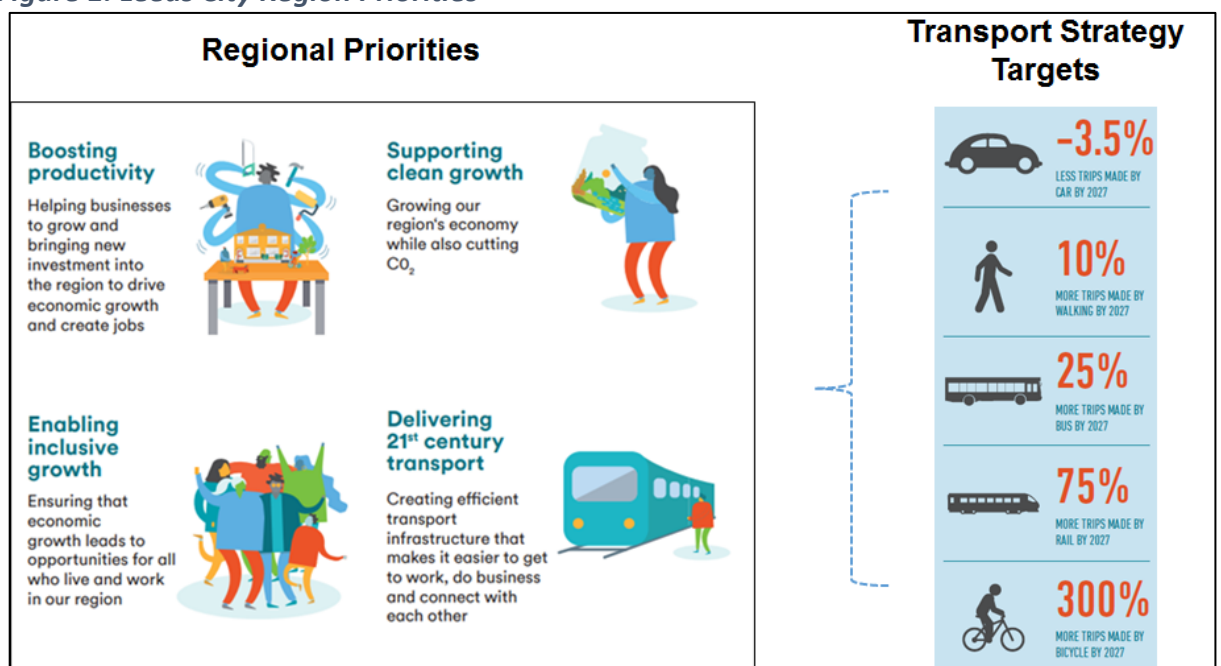 Regional Priorities
Transport Strategy
Targets
Boosting
productivity
Helping businesses
to grow and
bringing new
investment into
the region to drive
economic growth
and create jobs
Supporting
clean growth
Growing our
region's economy
while also cutting
CO₂
Enabling
inclusive
growth
Ensuring that
economic
growth leads to
opportunities for all
who live and work
in our region
Delivering
21st century
transport
Creating efficient
transport
infrastructure that
makes it easier to get
to work, do business
and connect with
each other
-3.5%
LESS TRIPS MADE BY
CAR BY 2027
10%
MORE TRIPS MADE BY
WALKING BY 2027
25%
MORE TRIPS MADE BY
BUS BY 2027
75%
MORE TRIPS MADE BY
RAIL BY 2027
300%
MORE TRIPS MADE BY
BICYCLE BY 2027